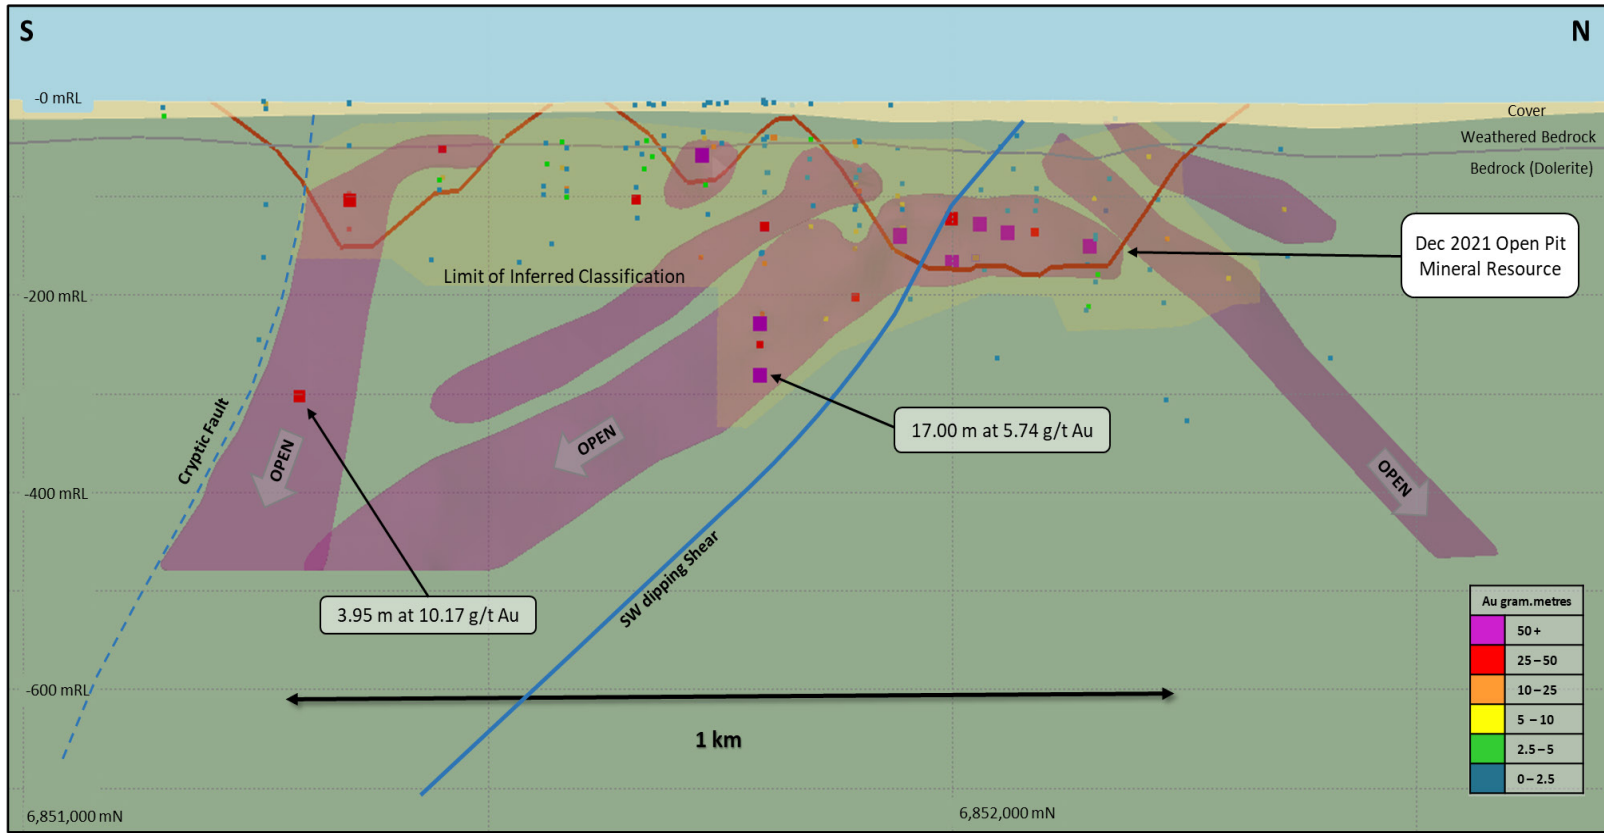 S
N
-0 mRL
Cover
Weathered Bedrock
Bedrock (Dolerite)
Dec 2021 Open Pit
Mineral Resource
Limit of Inferred Classification
-200 mRL
Cryptic Fault
OPEN
OPEN
17.00 m at 5.74 g/t Au
OPEN
-400 mRL
SW dipping Shear
3.95 m at 10.17 g/t Au
Au gram.metres
50+
25 – 50
10 – 25
5 – 10
2.5 – 5
0 – 2.5
-600 mRL
1 km
6,851,000 mN
6,852,000 mN